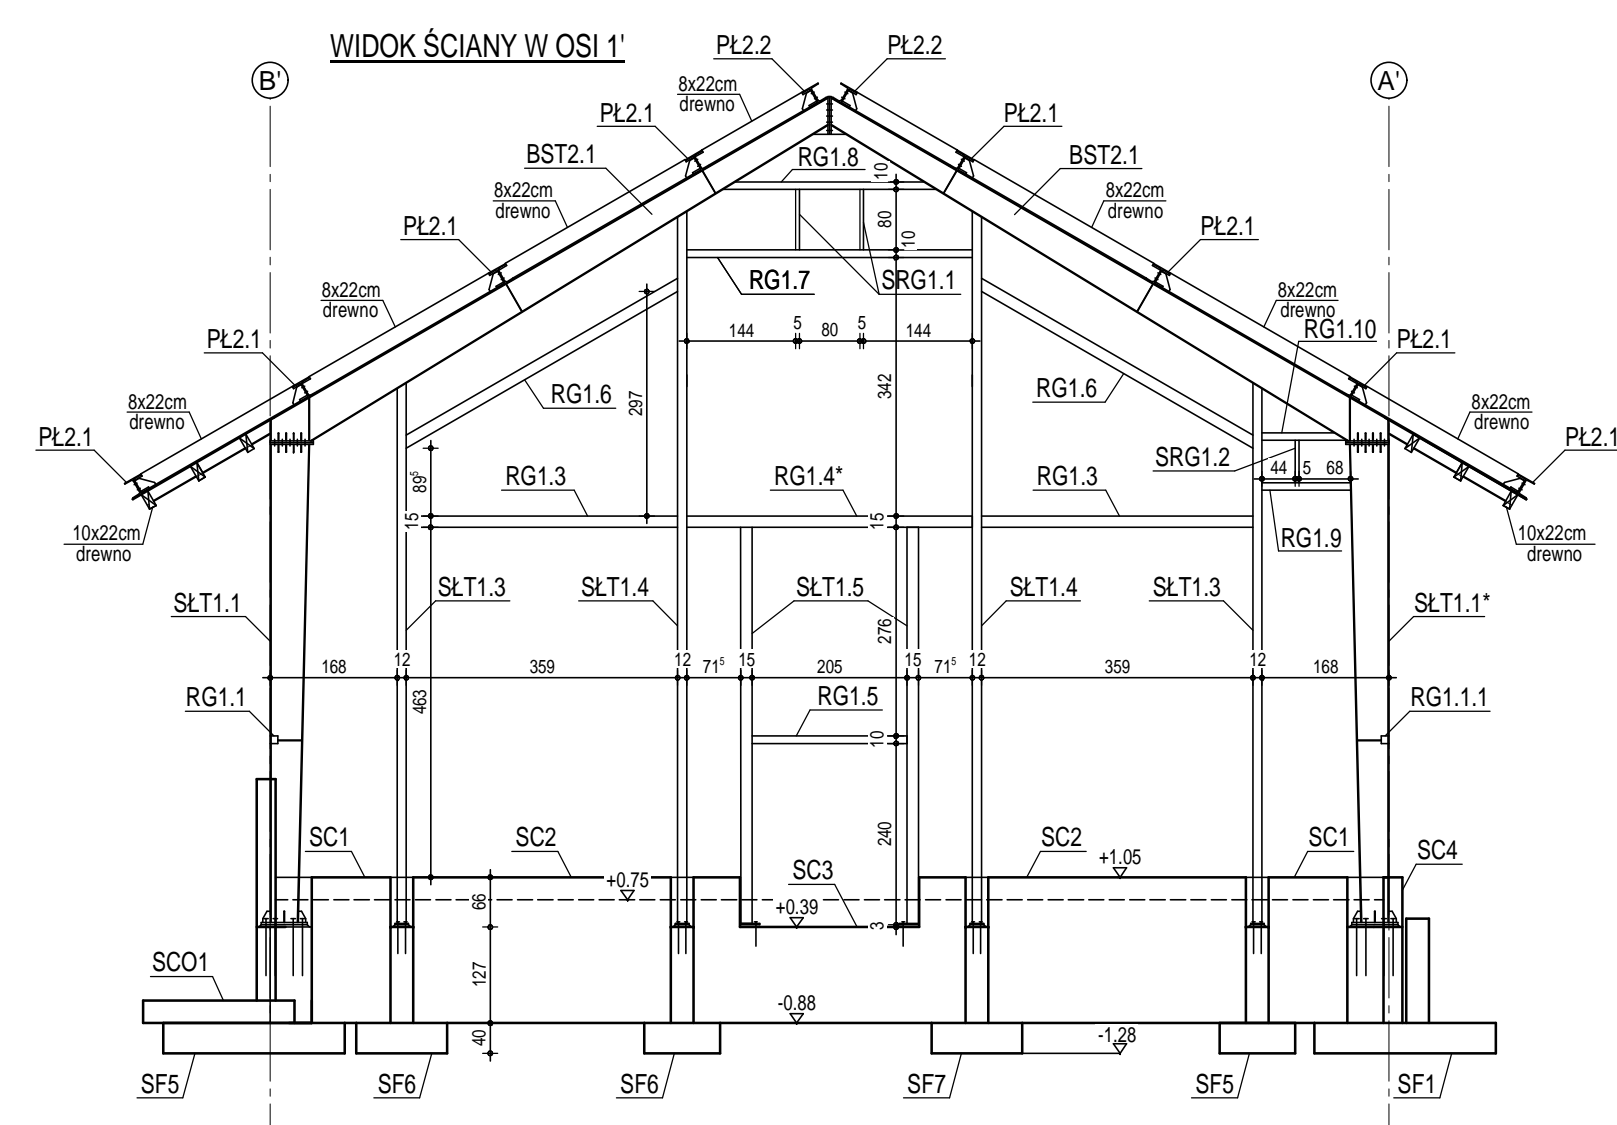 WIDOK ŚCIANY W OSI 1'
PŁ2.2
PŁ2.2
B'
A'
8x22cm
drewno
PŁ2.1
PŁ2.1
BST2.1
RG1.8
10
BST2.1
8x22cm
drewno
8x22cm
drewno
80
10
PŁ2.1
PŁ2.1
RG1.7
SRG1.1
8x22cm
drewno
8x22cm
drewno
144
5
80
5
144
RG1.10
PŁ2.1
PŁ2.1
342
RG1.6
297
RG1.6
8x22cm
drewno
8x22cm
drewno
PŁ2.1
PŁ2.1
SRG1.2
44
5
68
89⁵
RG1.3
RG1.4*
RG1.3
15
15
10x22cm
drewno
RG1.9
10x22cm
drewno
SŁT1.1
SŁT1.3
SŁT1.4
SŁT1.5
SŁT1.4
SŁT1.3
SŁT1.1*
276
168
12
359
12
71⁵
15
205
15
71⁵
12
359
12
168
463
RG1.1
RG1.5
RG1.1.1
10
240
SC1
SC2
SC2
SC1
SC4
+1.05
SC3
+0.75
66
+0.39
3
SCO1
127
-0.88
40
-1.28
SF5
SF6
SF6
SF7
SF5
SF1